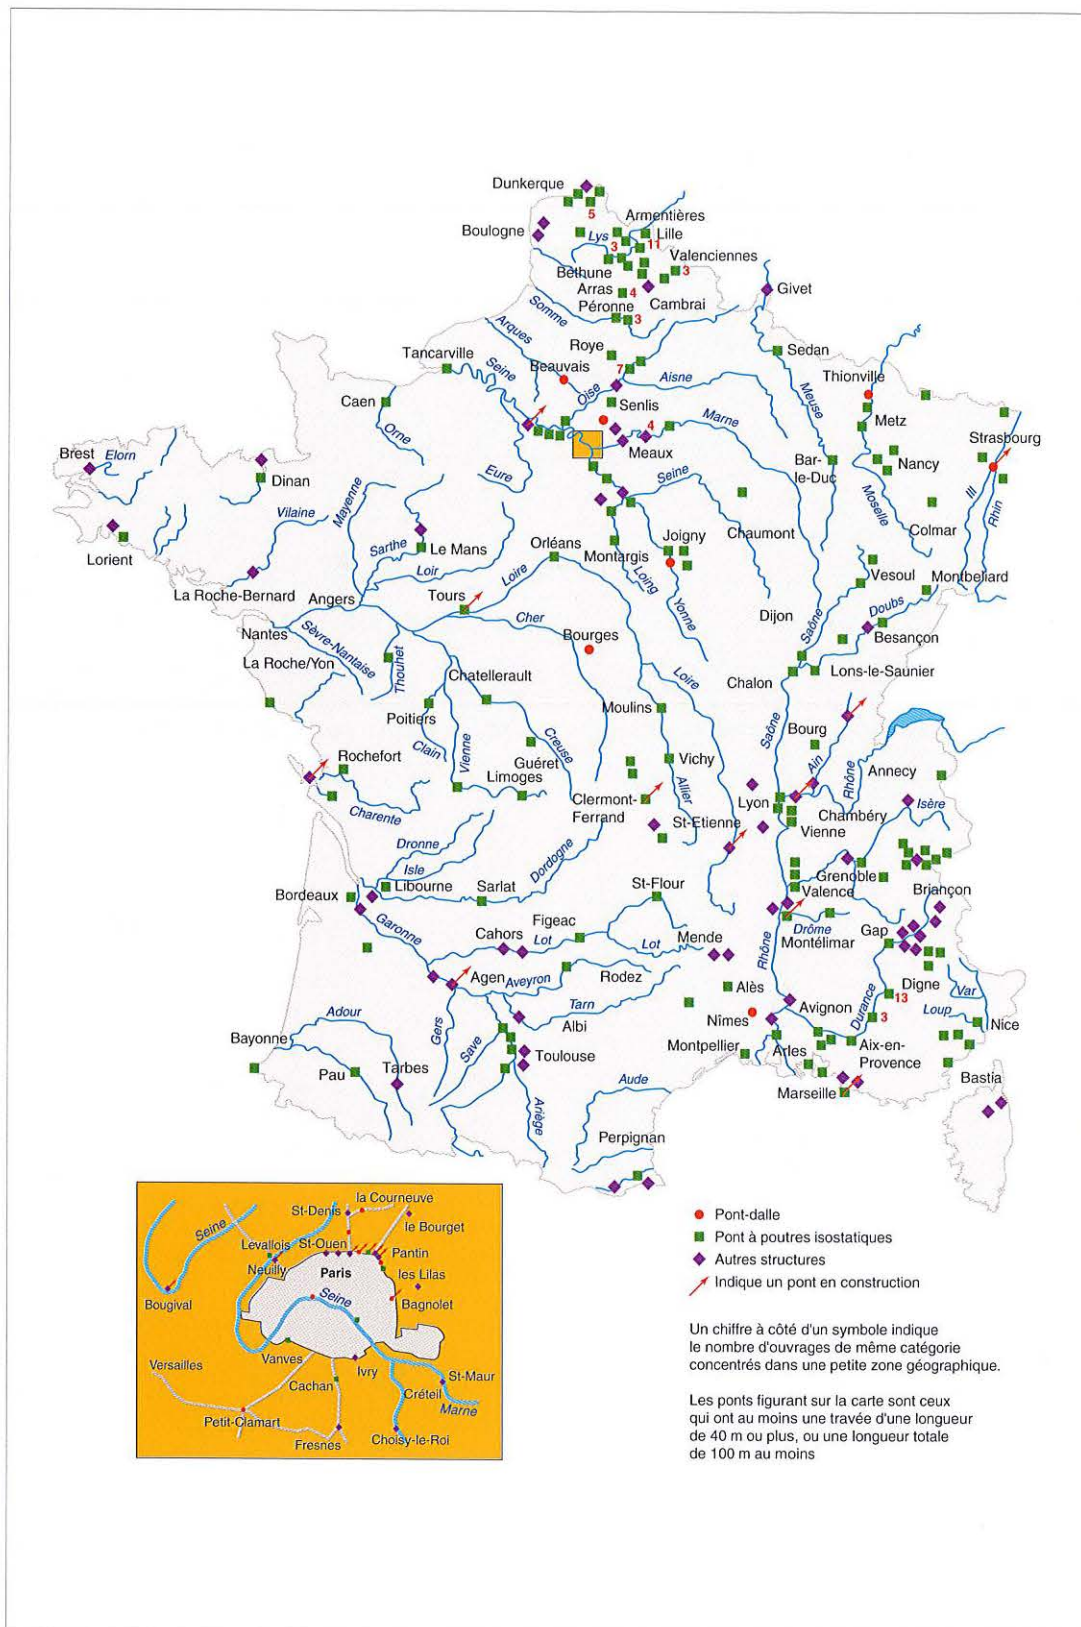 Dunkerque
5
Armentières
Boulogne
Lys
Lille
3
11
Valenciennes
Béthune
3
Arras
4
Givet
Péronne
Cambrai
Somme
3
Arques
Roye
Sedan
Tancarville
Seine
Beauvais
7
Aisne
Thionville
Oise
Meuse
Caen
Senlis
Marne
Metz
4
Orne
Strasbourg
Meaux
Brest
Elorn
Bar-
le-Duc
Nancy
Eure
Seine
Dinan
Mayenne
Moselle
Ill
Rhin
Vilaine
Chaumont
Colmar
Joigny
Lorient
Sarthe
Le Mans
Orléans
Montargis
Loir
Loire
Loing
Vesoul
Montbéliard
La Roche-Bernard
Angers
Tours
Yonne
Dijon
Saône
Doubs
Cher
Nantes
Sèvre-Nantaise
Bourges
Besançon
La Roche/Yon
Thouhet
Chatellerault
Loire
Chalon
Lons-le-Saunier
Poitiers
Moulins
Saône
Bourg
Clain
Vienne
Creuse
Rochefort
Guéret
Vichy
Ain
Rhône
Annecy
Limoges
Allier
Charente
Clermont-
Ferrand
Lyon
Chambéry
Isère
St-Etienne
Vienne
Dronne
Isle
Dordogne
Grenoble
Libourne
Sarlat
St-Flour
Valence
Briançon
Bordeaux
Garonne
Figeac
Drôme
Cahors
Lot
Lot
Mende
Rhône
Montélimar
Gap
Agen
Aveyron
Rodez
Alès
Digne
Var
13
Adour
Gers
Save
Tarn
Albi
Nîmes
Avignon
Durance
3
Loup
Nice
Bayonne
Toulouse
Montpellier
Arles
Aix-en-
Provence
Pau
Tarbes
Aude
Marseille
Bastia
Ariège
Perpignan
la Courneuve
St-Denis
le Bourget
Seine
Levallois
St-Ouen
Pantin
Neuilly
Paris
les Lilas
Seine
Bougival
Bagnolet
Vanves
Ivry
Versailles
St-Maur
Cachan
Créteil
Marne
Petit-Clamart
Fresnes
Choisy-le-Roi
Pont-dalle
Pont à poutres isostatiques
Autres structures
Indique un pont en construction
Un chiffre à côté d'un symbole indique
le nombre d'ouvrages de même catégorie
concentrés dans une petite zone géographique.
Les ponts figurant sur la carte sont ceux
qui ont au moins une travée d'une longueur
de 40 m ou plus, ou une longueur totale
de 100 m au moins